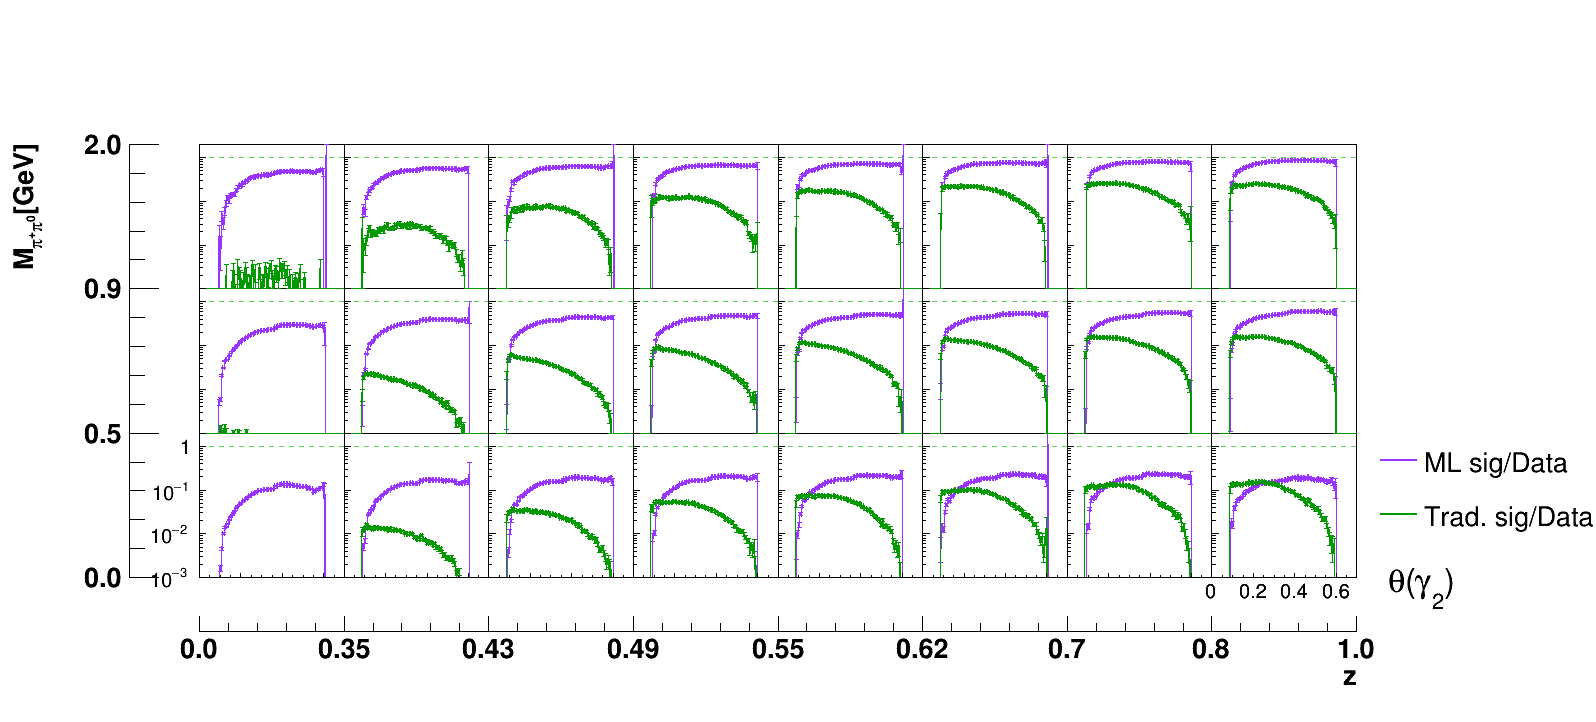 M π⁺π⁰ [GeV]
2.0
0.9
0.5
0.0
1
10⁻¹
10⁻²
10⁻³
ML sig/Data
Trad. sig/Data
θ(γ₂)
0 0.2 0.4 0.6
0.0 0.35 0.43 0.49 0.55 0.62 0.7 0.8 1.0
z